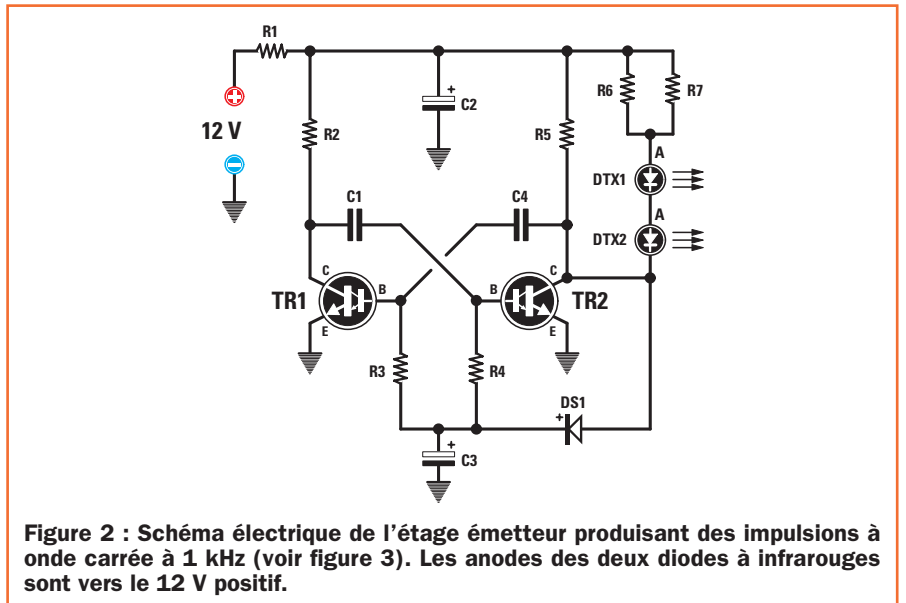 R1
12 V
R2
C2
R5
R6
R7
A
DTX1
A
DTX2
C1
C4
C
B
E
TR1
C
B
E
TR2
R3
R4
DS1
+
C3
+
+
Figure 2 : Schéma électrique de l'étage émetteur produisant des impulsions à
onde carrée à 1 kHz (voir figure 3). Les anodes des deux diodes à infrarouges
sont vers le 12 V positif.